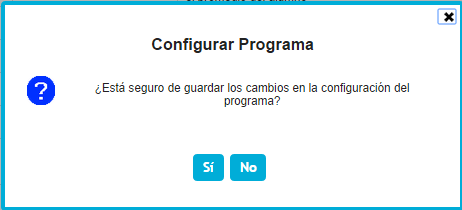 Configurar Programa
¿Está seguro de guardar los cambios en la configuración del
programa?
Sí
No